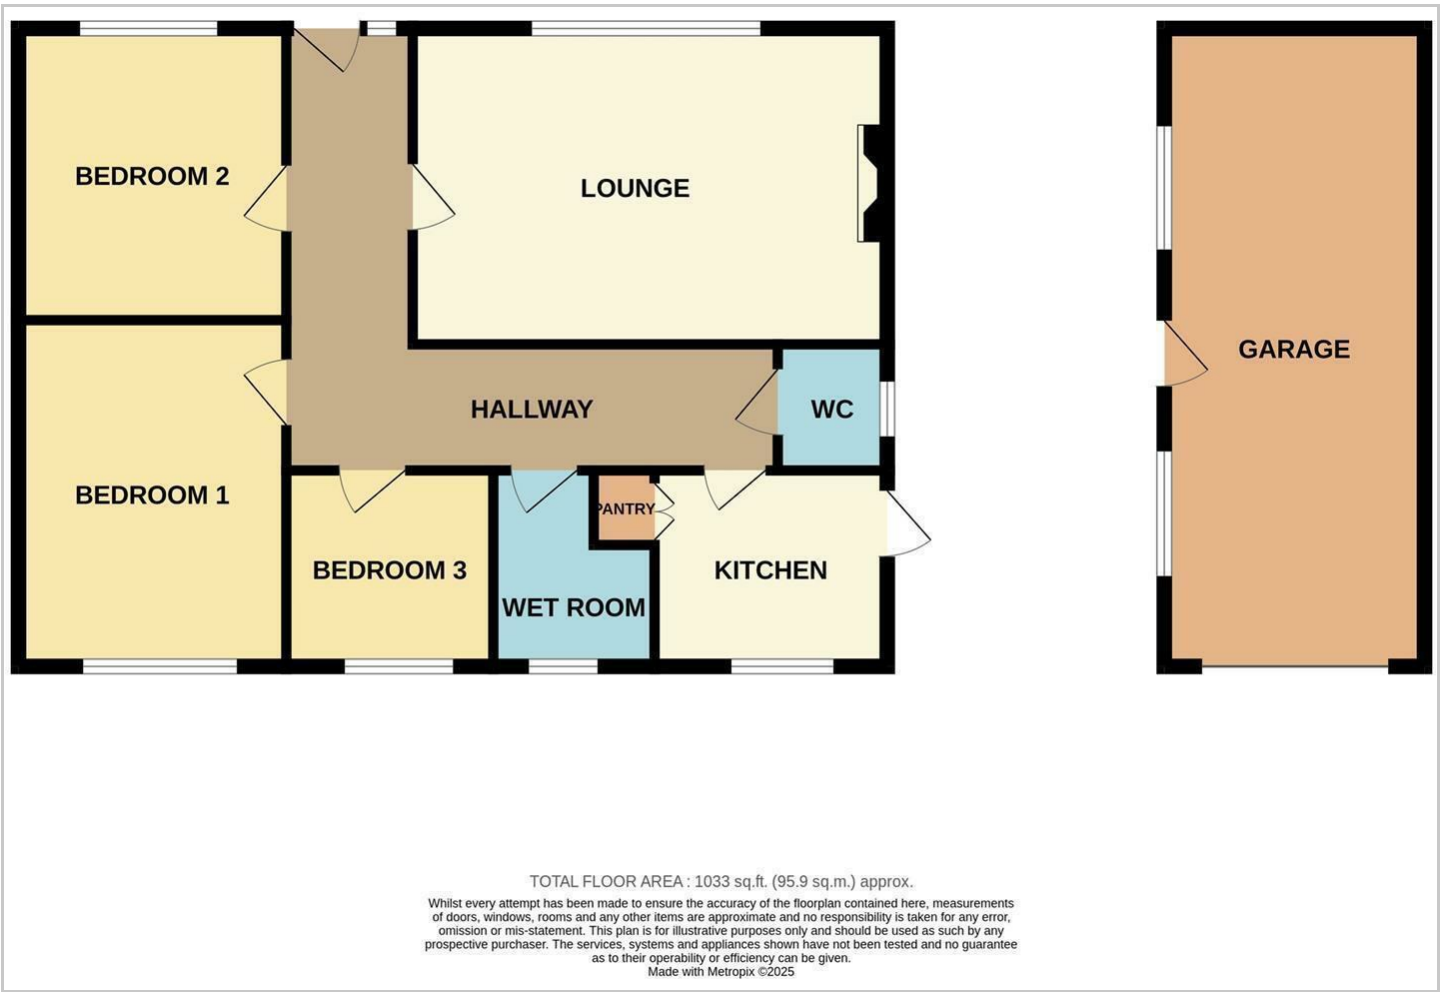 BEDROOM 2
LOUNGE
GARAGE
HALLWAY
WC
BEDROOM 1
PANTRY
BEDROOM 3
KITCHEN
WET ROOM
TOTAL FLOOR AREA : 1033 sq.ft. (95.9 sq.m.) approx.
Whilst every attempt has been made to ensure the accuracy of the floorplan contained here, measurements
of doors, windows, rooms and any other items are approximate and no responsibility is taken for any error,
omission or mis-statement. This plan is for illustrative purposes only and should be used as such by any
prospective purchaser. The services, systems and appliances shown have not been tested and no guarantee
as to their operability or efficiency can be given.
Made with Metropix ©2025